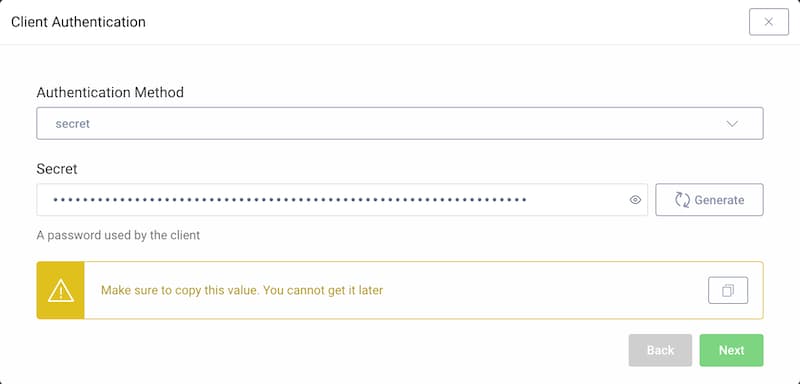 Client Authentication
Authentication Method
secret
Secret
••••••••••••••••••••••••••••••••••••••••••••••••••••••••••••••••
Generate
A password used by the client
Make sure to copy this value. You cannot get it later
Back
Next